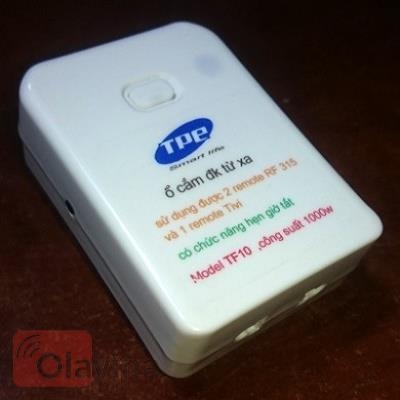 TPE
Smart life
ổ cắm đk từ xa
sử dụng được 2 remote RF 315
và 1 remote Tivi
có chức năng hẹn giờ tắt
Model TF10 ,công suất 1000w